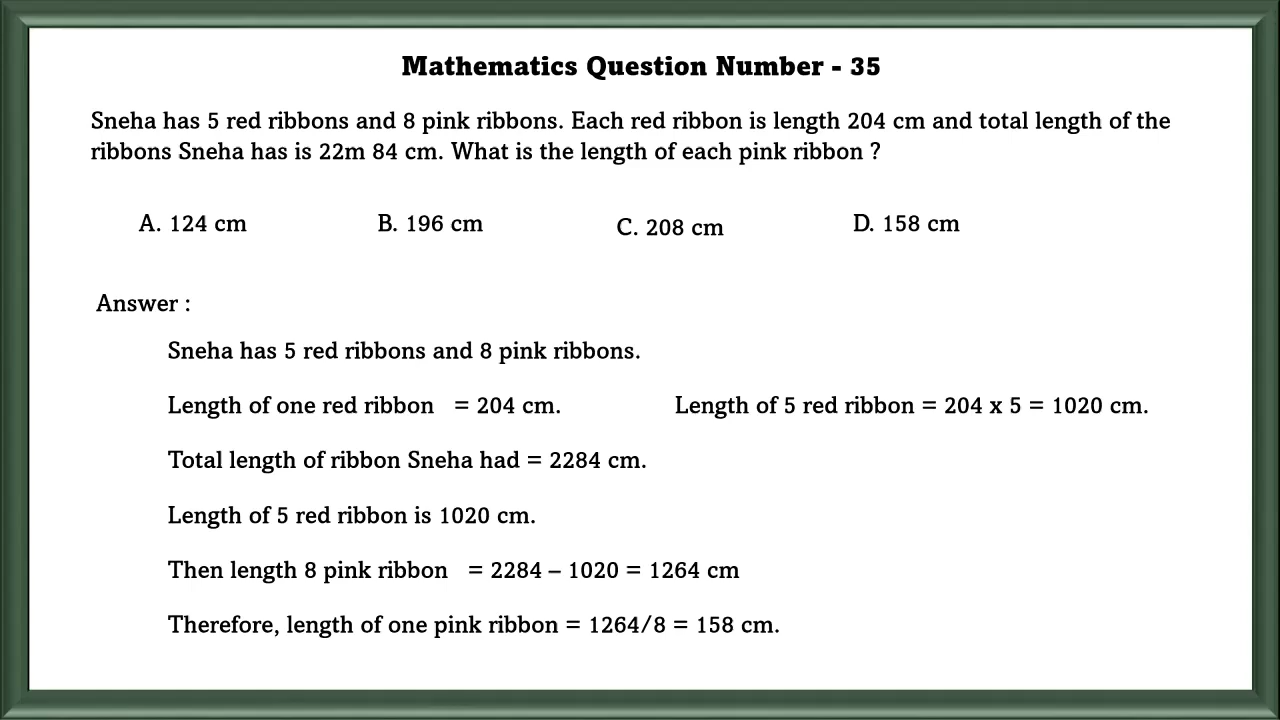 Mathematics Question Number - 35
Sneha has 5 red ribbons and 8 pink ribbons. Each red ribbon is length 204 cm and total length of the
ribbons Sneha has is 22m 84 cm. What is the length of each pink ribbon ?
A. 124 cm B. 196 cm C. 208 cm D. 158 cm
Answer :
Sneha has 5 red ribbons and 8 pink ribbons.
Length of one red ribbon = 204 cm. Length of 5 red ribbon = 204 x 5 = 1020 cm.
Total length of ribbon Sneha had = 2284 cm.
Length of 5 red ribbon is 1020 cm.
Then length 8 pink ribbon = 2284 – 1020 = 1264 cm
Therefore, length of one pink ribbon = 1264/8 = 158 cm.